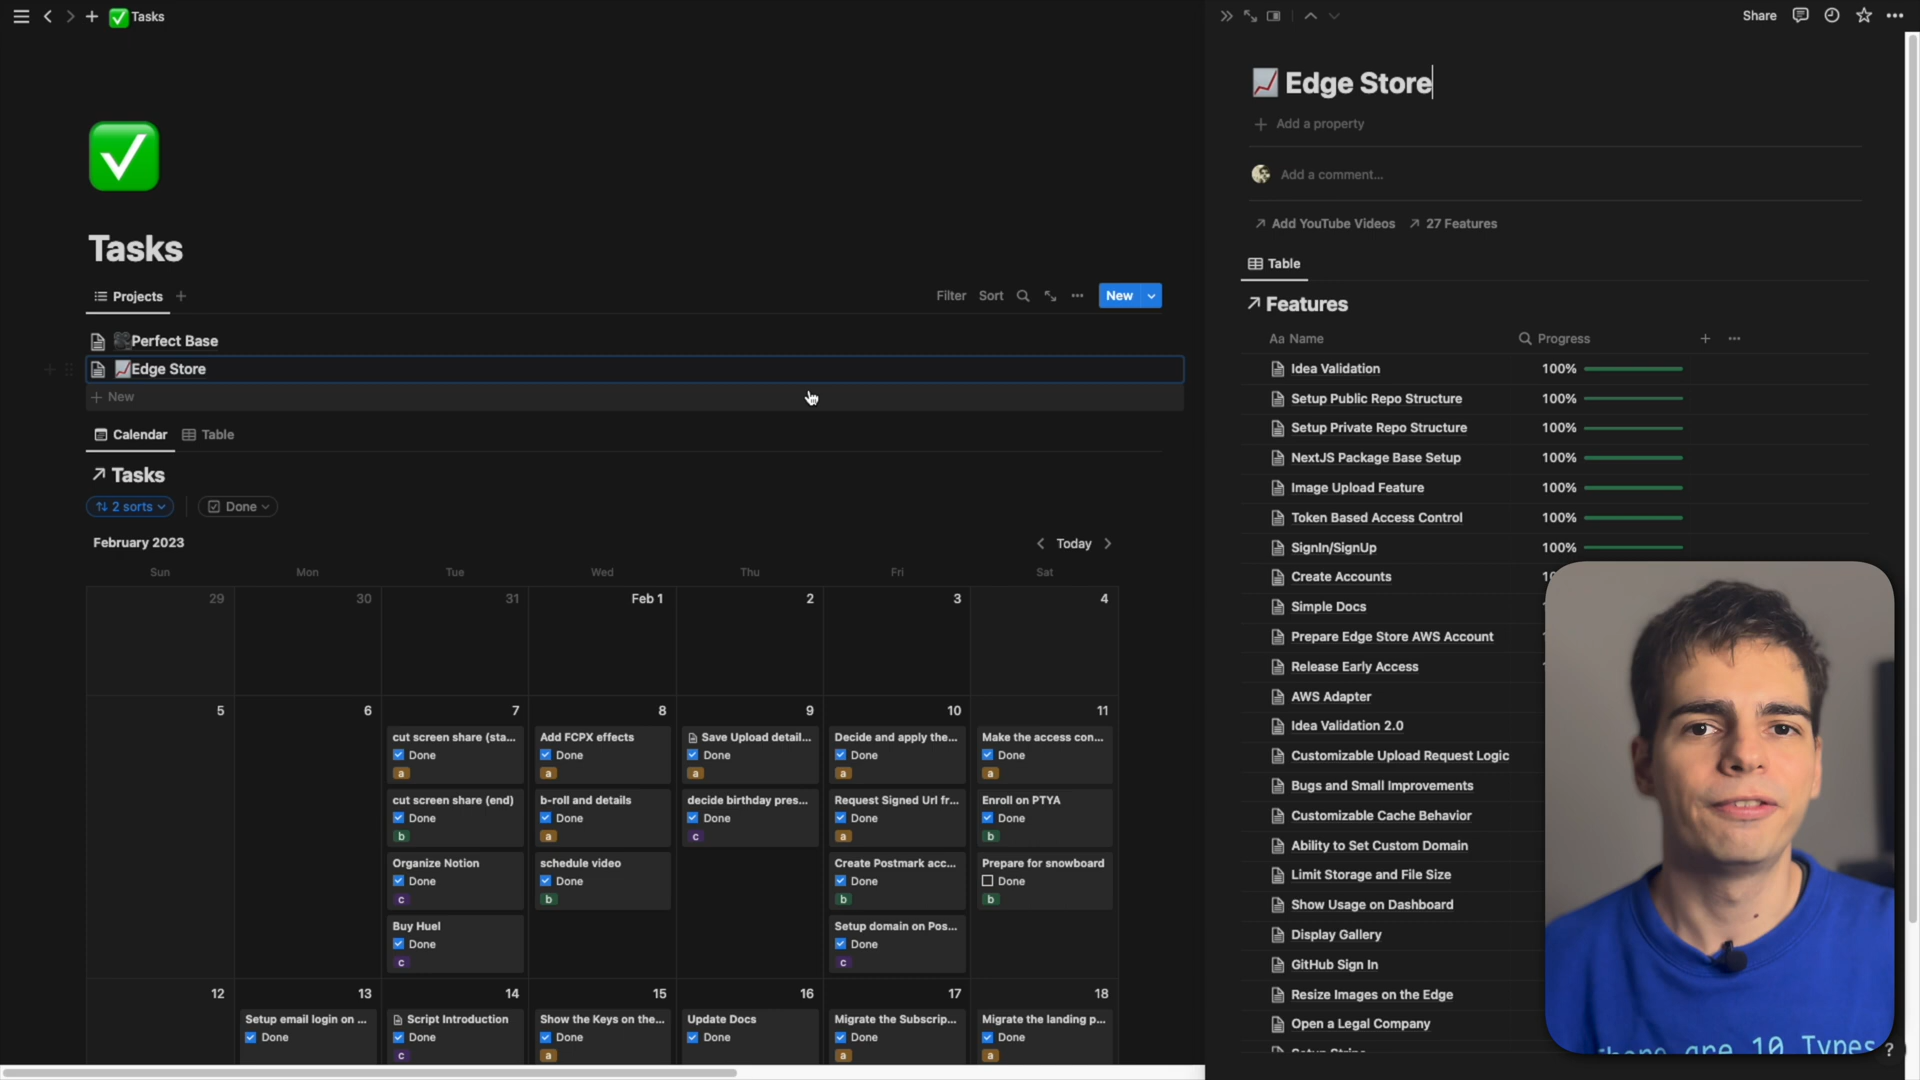 Tasks
Share
Edge Store
Add a property
Add a comment...
Add YouTube Videos
27 Features
Table
Features
Aa Name
Progress
Idea Validation
100%
Setup Public Repo Structure
100%
Setup Private Repo Structure
100%
NextJS Package Base Setup
100%
Image Upload Feature
100%
Token Based Access Control
100%
SignIn/SignUp
100%
Create Accounts
Simple Docs
Prepare Edge Store AWS Account
Release Early Access
AWS Adapter
Idea Validation 2.0
Customizable Upload Request Logic
Bugs and Small Improvements
Customizable Cache Behavior
Ability to Set Custom Domain
Limit Storage and File Size
Show Usage on Dashboard
Display Gallery
GitHub Sign In
Resize Images on the Edge
Open a Legal Company
Tasks
Projects
Filter
Sort
New
Perfect Base
Edge Store
New
Calendar
Table
Tasks
2 sorts
Done
February 2023
Today
Sun
Mon
Tue
Wed
Thu
Fri
Sat
29
30
31
Feb 1
2
3
4
5
6
7
8
9
10
11
cut screen share (sta...
Done
a
cut screen share (end)
Done
b
Organize Notion
Done
c
Buy Huel
Done
c
Add FCPX effects
Done
a
b-roll and details
Done
a
schedule video
Done
b
Save Upload detail...
Done
a
decide birthday pres...
Done
c
Decide and apply the...
Done
a
Request Signed Url fr...
Done
a
Create Postmark acc...
Done
b
Setup domain on Pos...
Done
c
Make the access con...
Done
a
Enroll on PTYA
Done
b
Prepare for snowboard
Done
b
12
13
14
15
16
17
18
Setup email login on ...
Done
Script Introduction
Done
c
Show the Keys on the...
Done
a
Update Docs
Done
Migrate the Subscrip...
Done
a
Migrate the landing p...
Done
a
are 10 Types
?